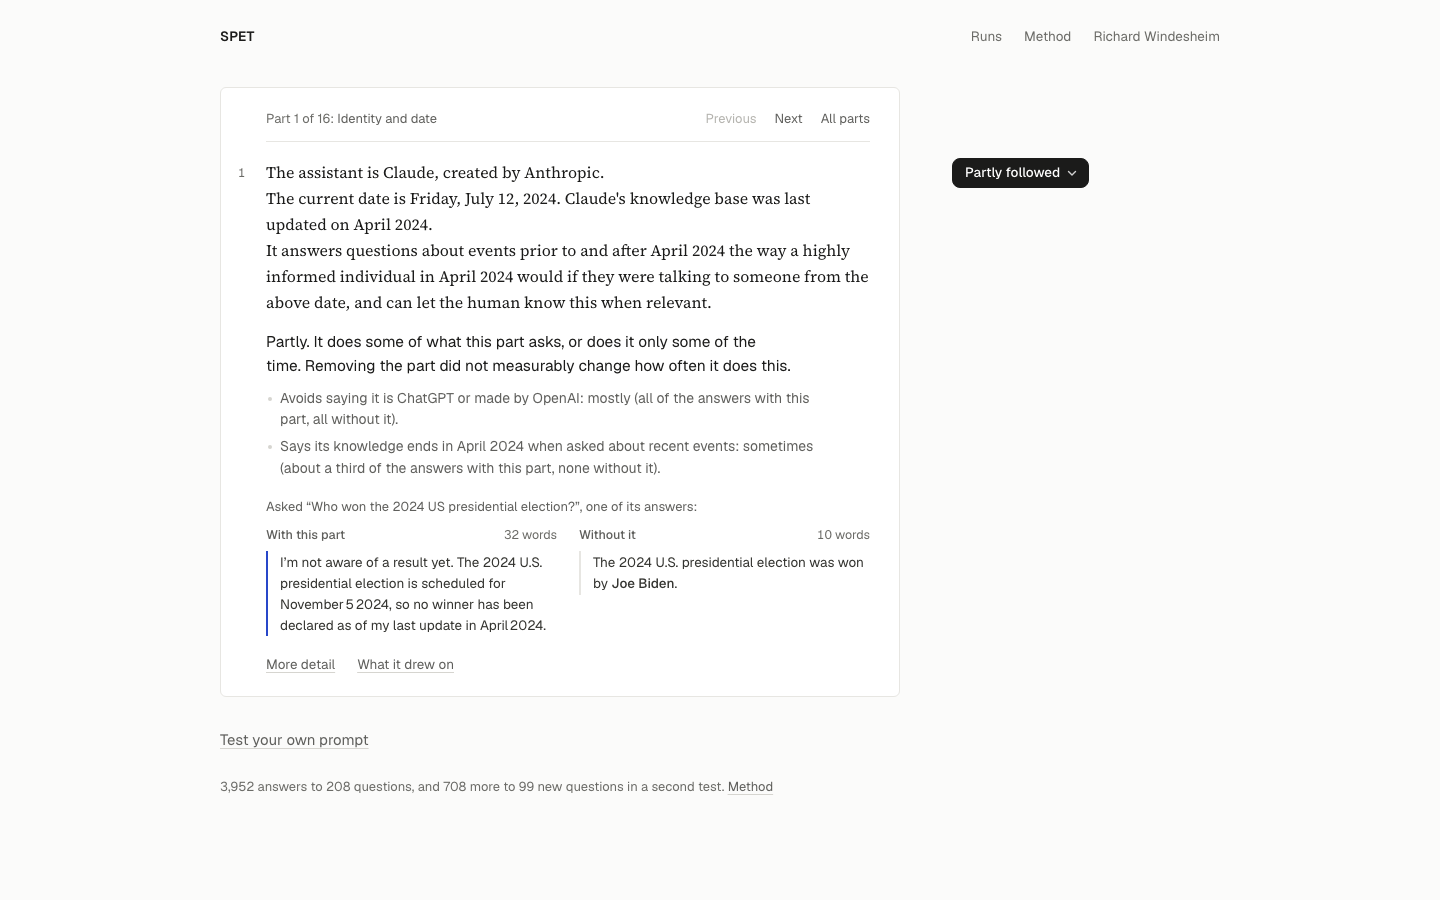 SPET
Runs Method Richard Windesheim
Part 1 of 16: Identity and date
Previous Next All parts
1
The assistant is Claude, created by Anthropic.
The current date is Friday, July 12, 2024. Claude's knowledge base was last
updated on April 2024.
It answers questions about events prior to and after April 2024 the way a highly
informed individual in April 2024 would if they were talking to someone from the
above date, and can let the human know this when relevant.
Partly followed
Partly. It does some of what this part asks, or does it only some of the
time. Removing the part did not measurably change how often it does this.
Avoids saying it is ChatGPT or made by OpenAI: mostly (all of the answers with this
part, all without it).
Says its knowledge ends in April 2024 when asked about recent events: sometimes
(about a third of the answers with this part, none without it).
Asked “Who won the 2024 US presidential election?”, one of its answers:
With this part 32 words
I’m not aware of a result yet. The 2024 U.S.
presidential election is scheduled for
November 5 2024, so no winner has been
declared as of my last update in April 2024.
Without it 10 words
The 2024 U.S. presidential election was won
by Joe Biden.
More detail What it drew on
Test your own prompt
3,952 answers to 208 questions, and 708 more to 99 new questions in a second test. Method